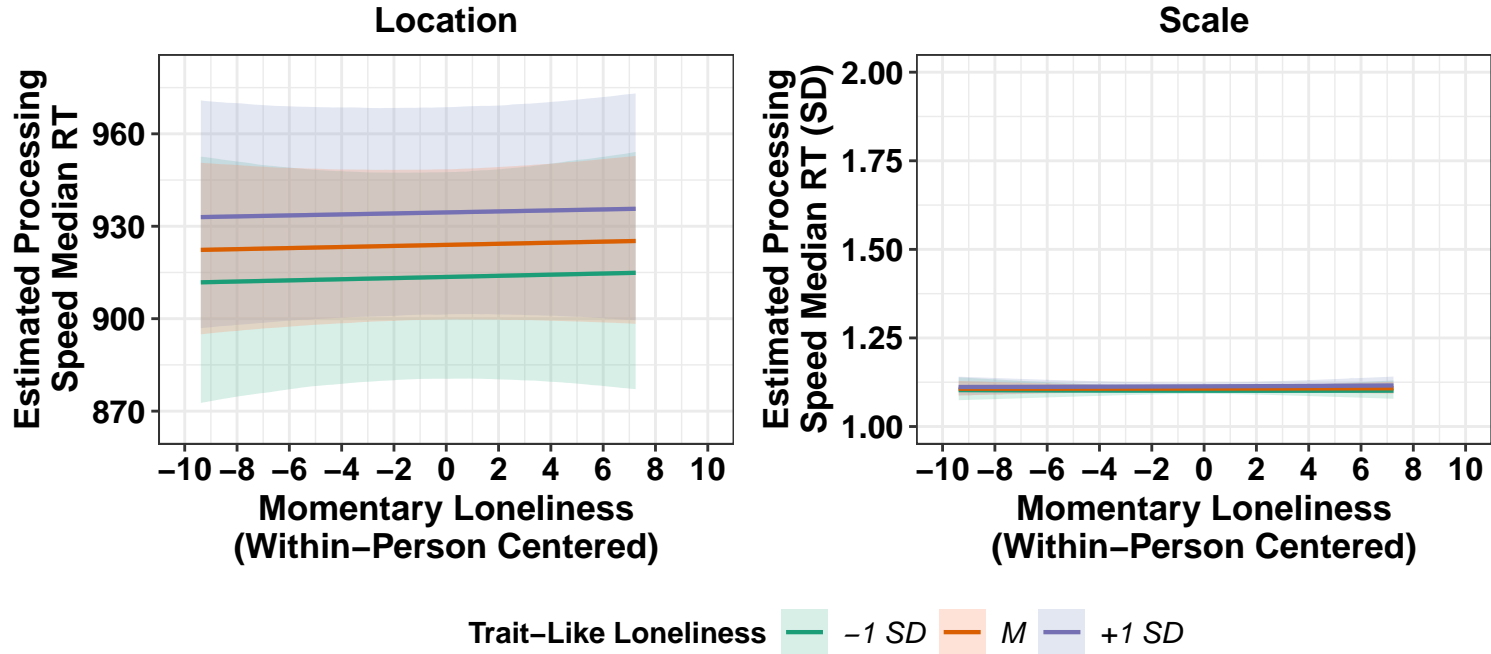 Location
Estimated Processing
Speed Median RT
960
930
900
870
−10 −8 −6 −4 −2 0 2 4 6 8 10
Momentary Loneliness
(Within−Person Centered)
Scale
Estimated Processing
Speed Median RT (SD)
2.00
1.75
1.50
1.25
1.00
−10 −8 −6 −4 −2 0 2 4 6 8 10
Momentary Loneliness
(Within−Person Centered)
Trait−Like Loneliness −1 SD M +1 SD